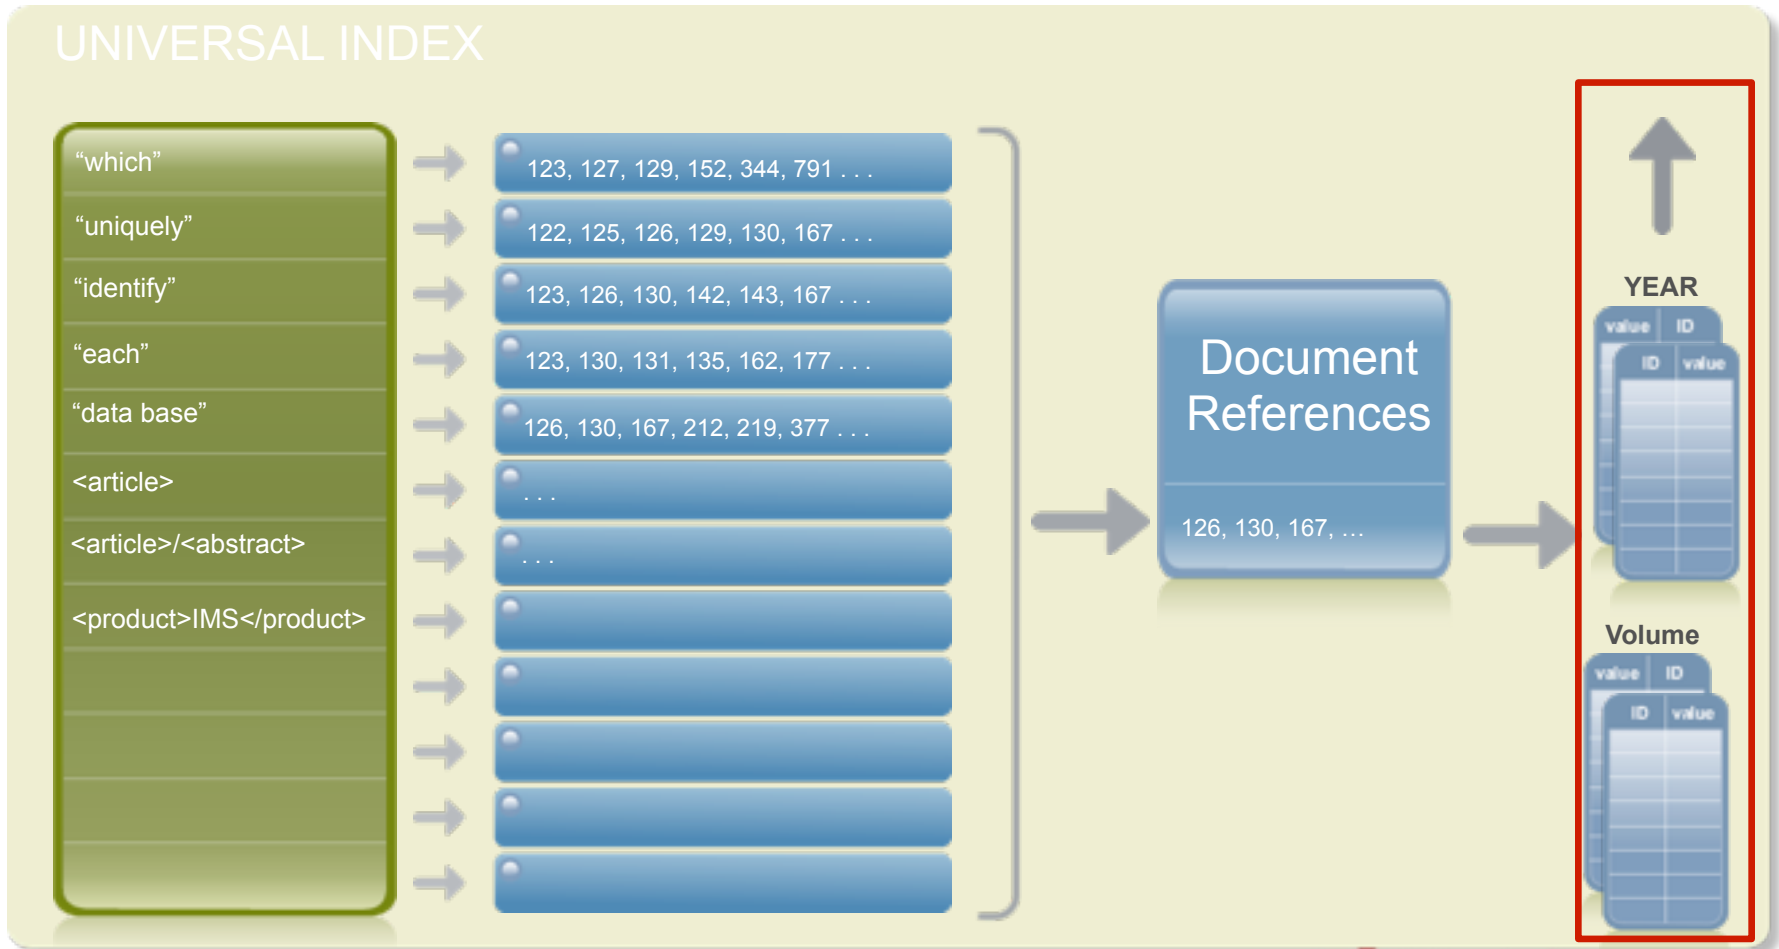 UNIVERSAL INDEX
“which”
123, 127, 129, 152, 344, 791 . . .
“uniquely”
122, 125, 126, 129, 130, 167 . . .
“identify”
123, 126, 130, 142, 143, 167 . . .
“each”
123, 130, 131, 135, 162, 177 . . .
“data base”
126, 130, 167, 212, 219, 377 . . .
<article>
. . .
<article>/<abstract>
. . .
<product>IMS</product>
Document
References
126, 130, 167, …
YEAR
value ID
ID value
Volume
value ID
ID value